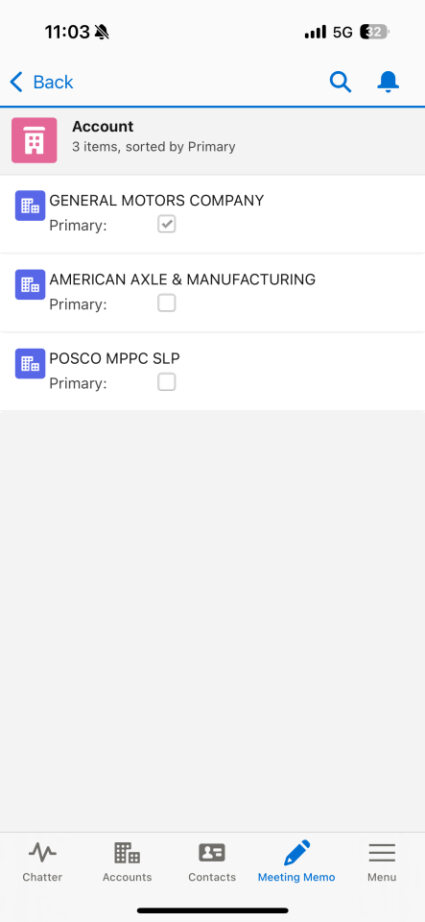 11:03
5G 32
Back
Account
3 items, sorted by Primary
GENERAL MOTORS COMPANY
Primary:
AMERICAN AXLE & MANUFACTURING
Primary:
POSCO MPPC SLP
Primary:
Chatter Accounts Contacts Meeting Memo Menu